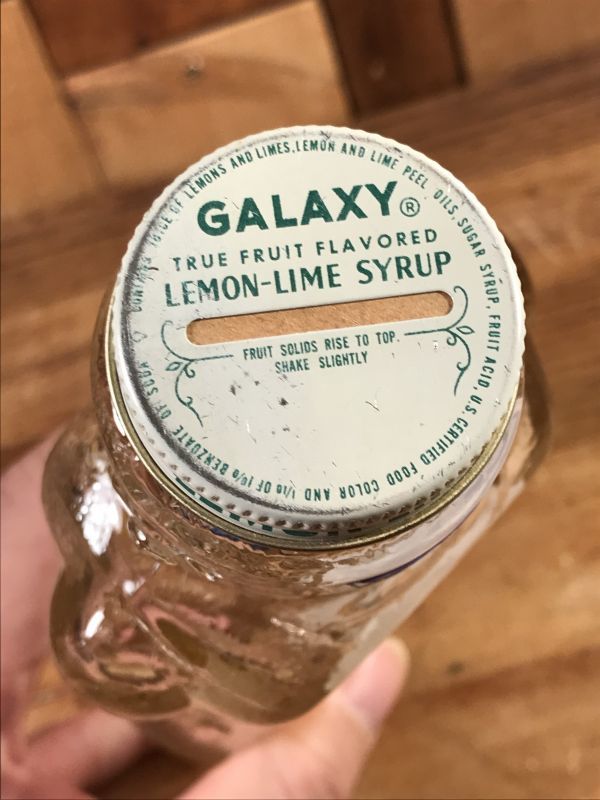 GALAXY®
TRUE FRUIT FLAVORED
LEMON-LIME SYRUP
FRUIT SOLIDS RISE TO TOP.
SHAKE SLIGHTLY
CONTAINS JUICE OF LEMONS AND LIMES, LEMON AND LIME PEEL OILS, SUGAR SYRUP, FRUIT ACID, U.S. CERTIFIED FOOD COLOR AND 1/10 OF 1% BENZOATE OF SODA